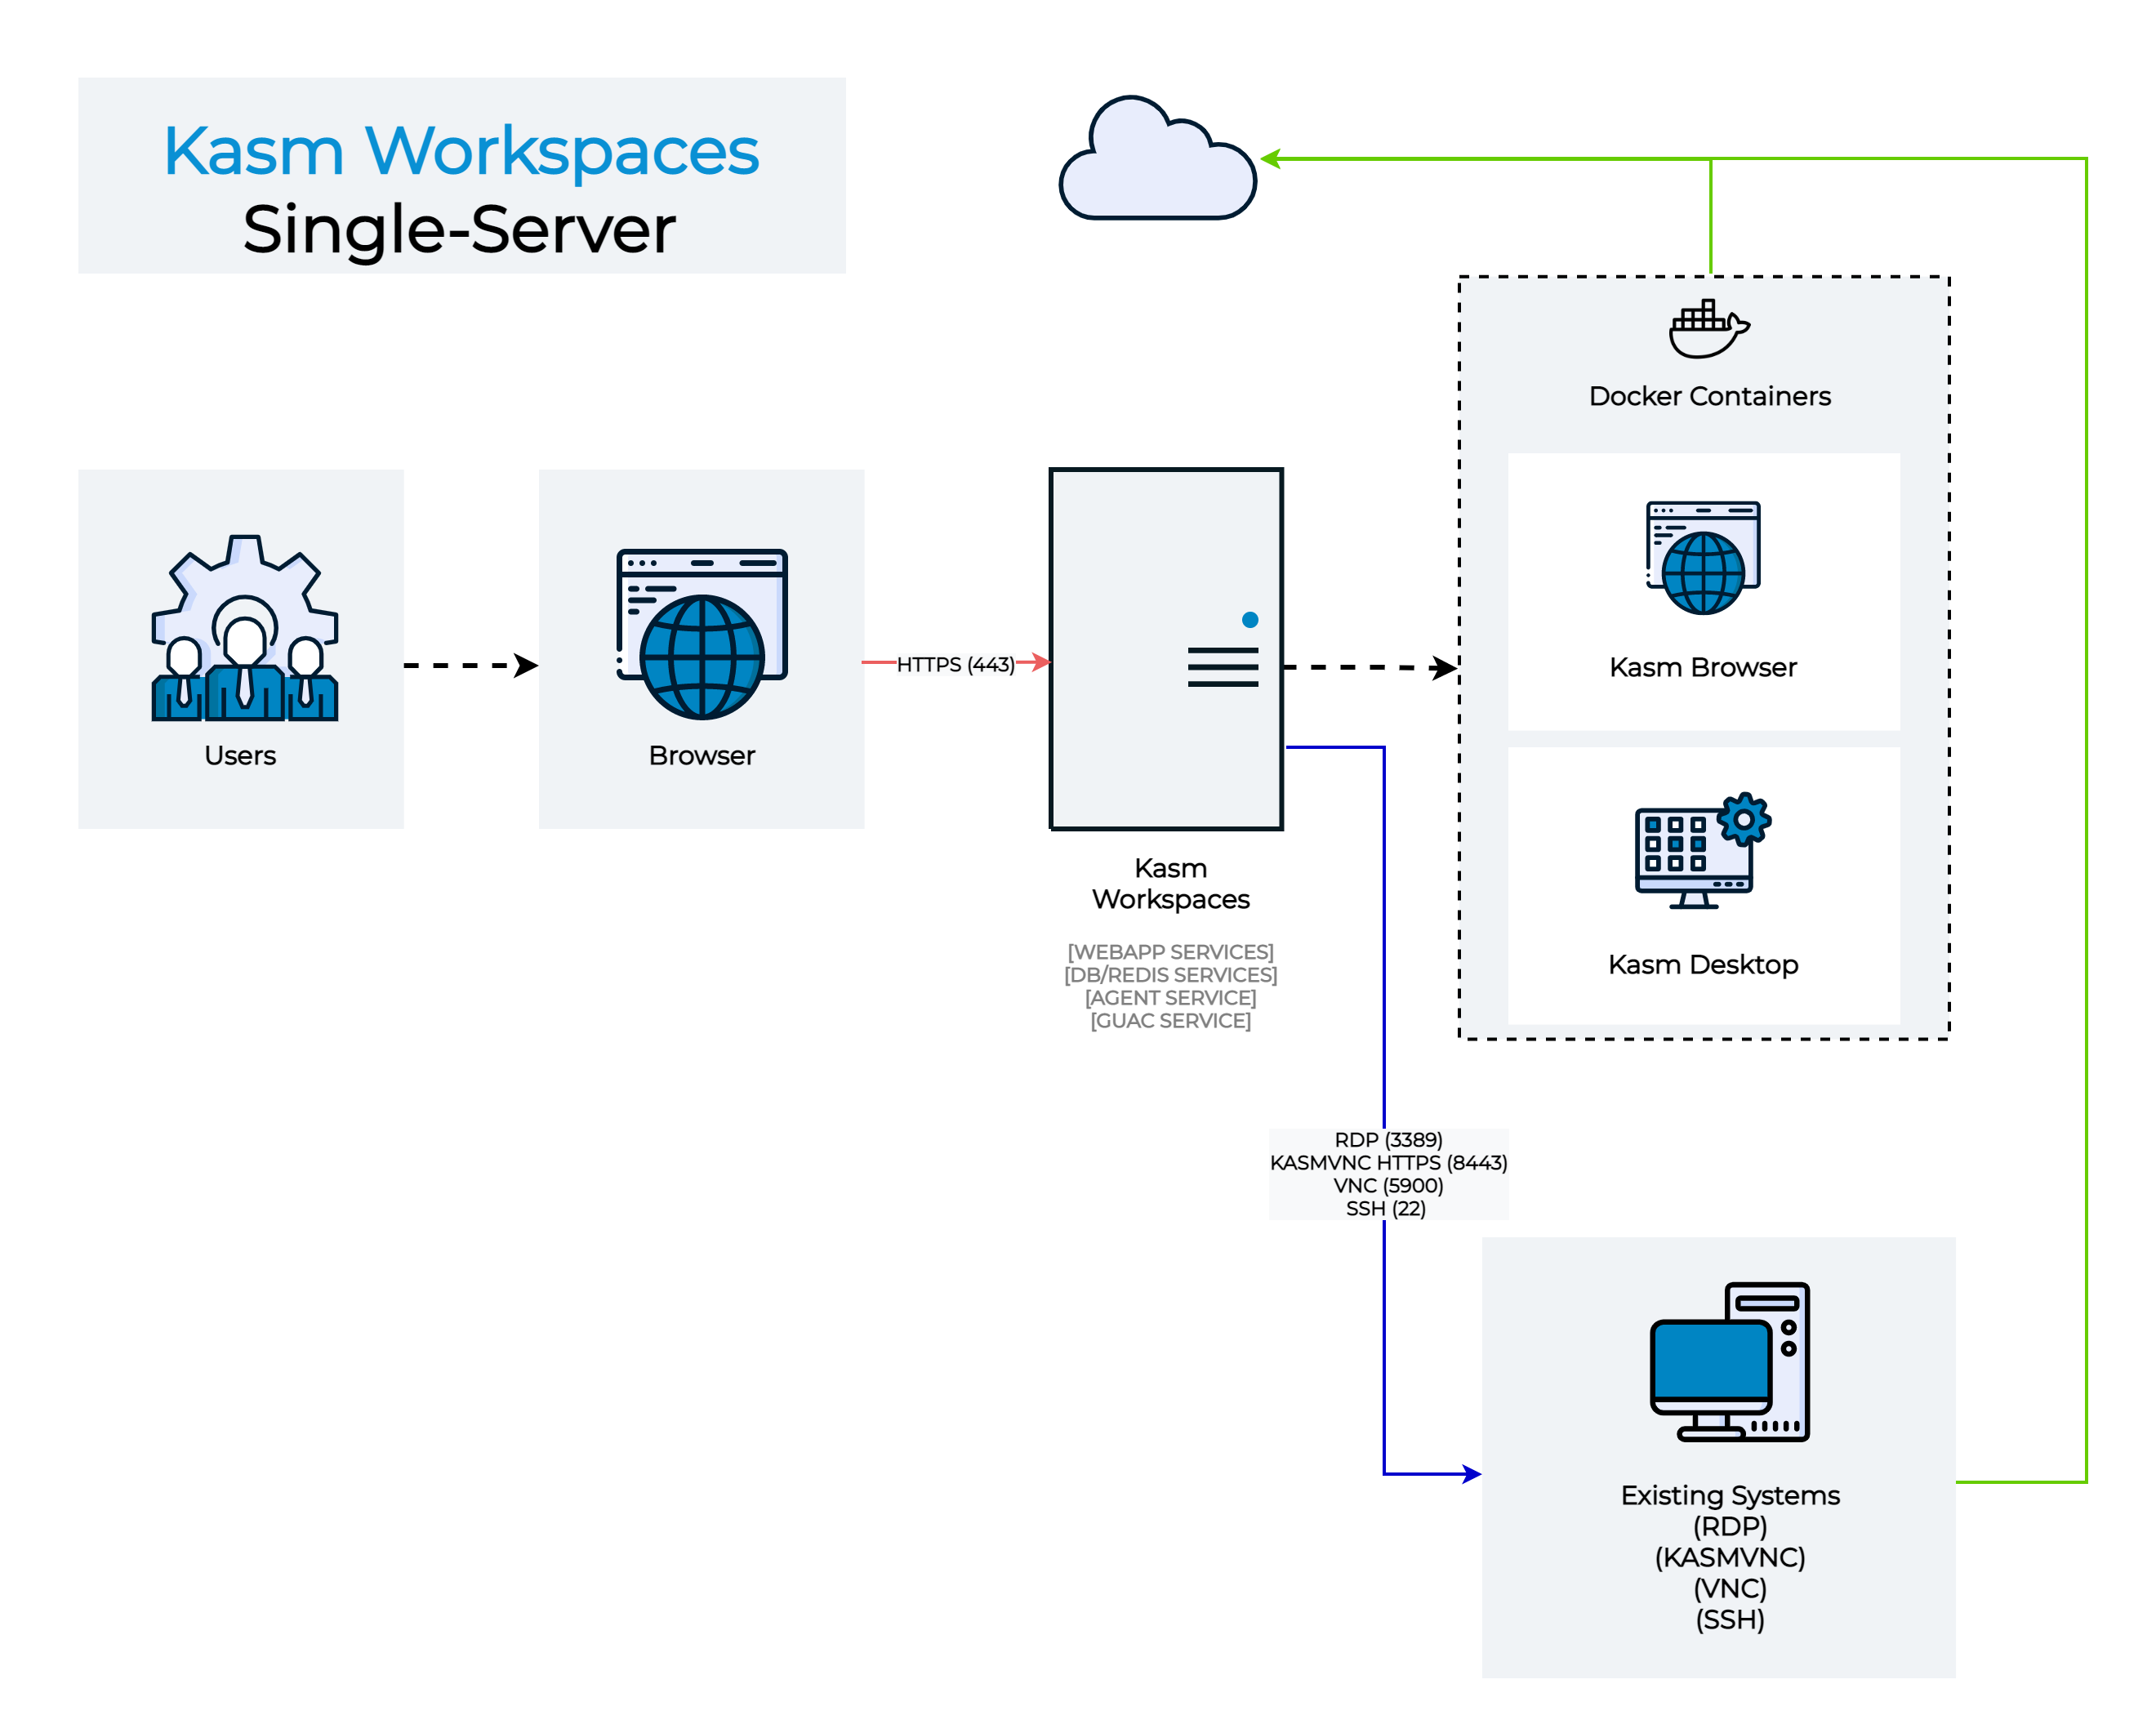 Kasm Workspaces
Single-Server
Docker Containers
Users
Browser
HTTPS (443)
Kasm Browser
Kasm
Workspaces
[WEBAPP SERVICES]
[DB/REDIS SERVICES]
[AGENT SERVICE]
[GUAC SERVICE]
Kasm Desktop
RDP (3389)
KASMVNC HTTPS (8443)
VNC (5900)
SSH (22)
Existing Systems
(RDP)
(KASMVNC)
(VNC)
(SSH)